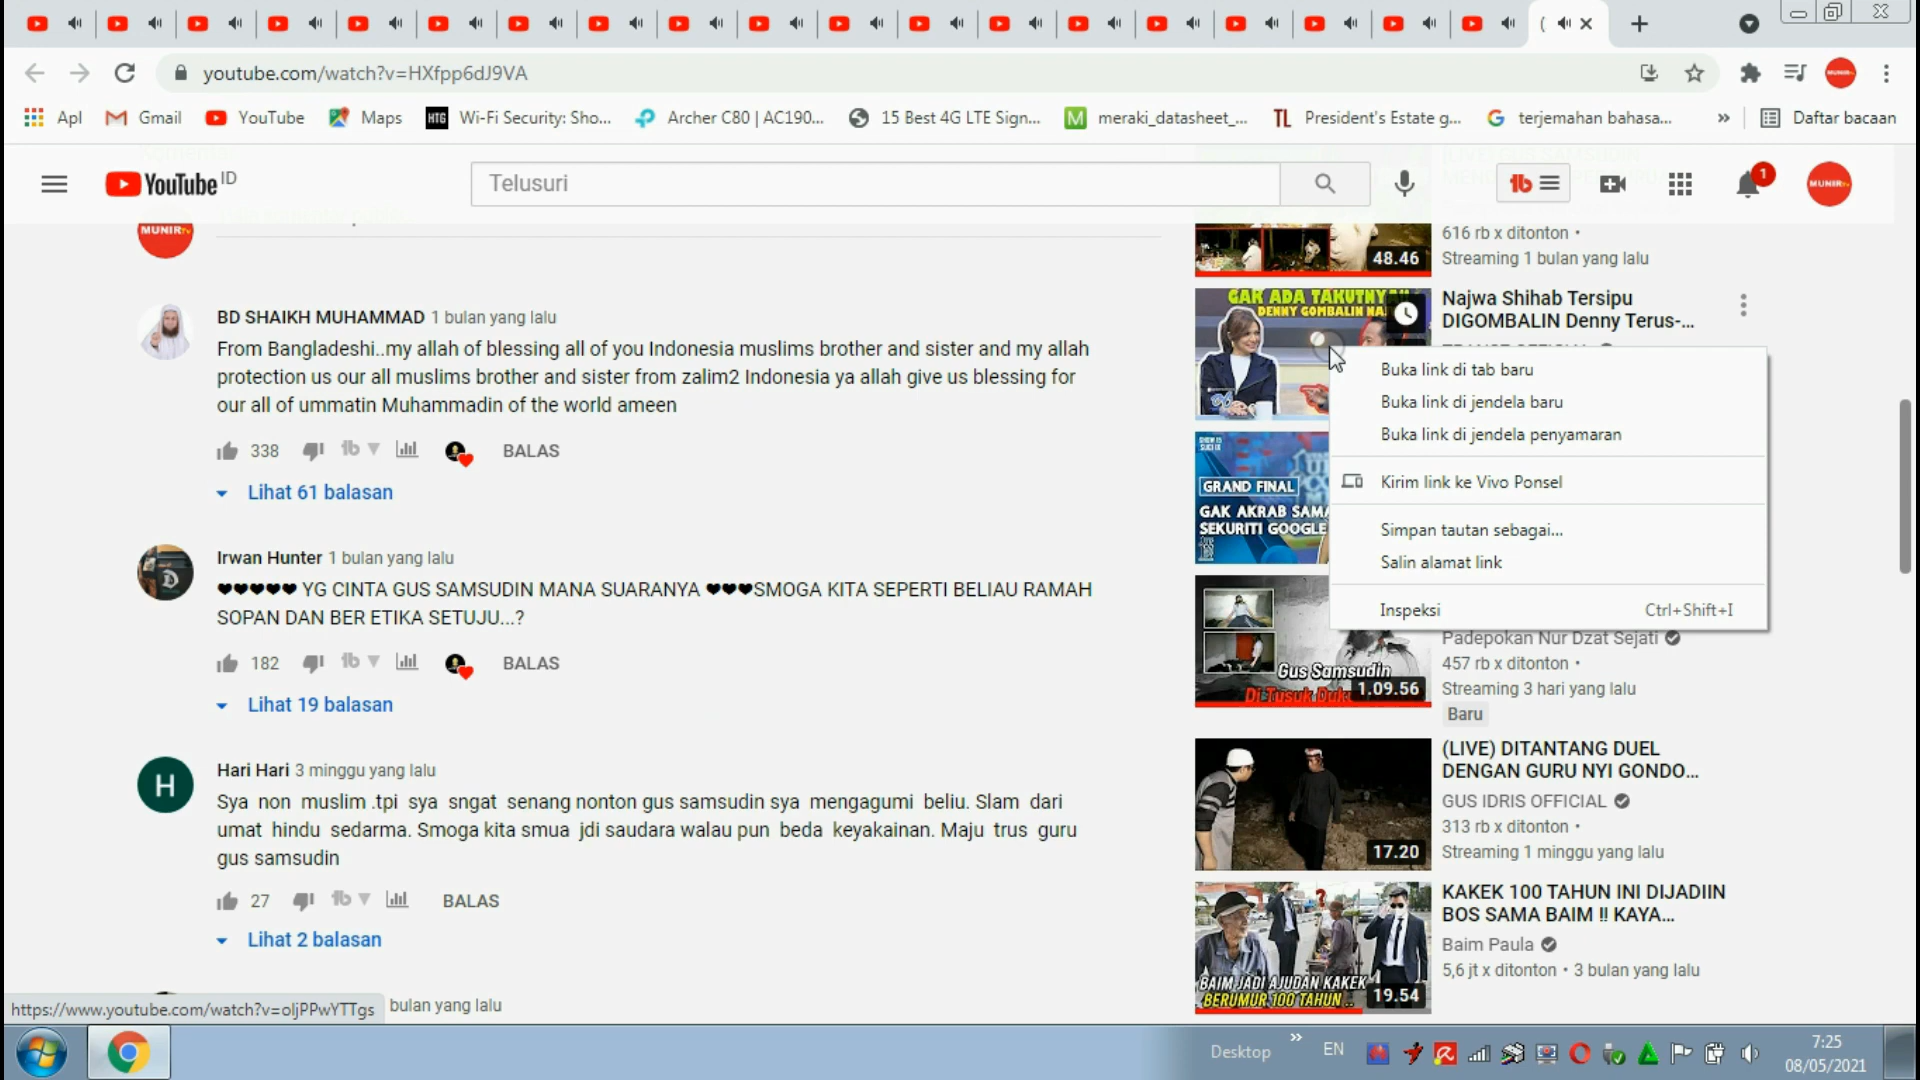 youtube.com/watch?v=HXfpp6dJ9VA
Apl
Gmail
YouTube
Maps
HTG
Wi-Fi Security: Sho...
Archer C80 | AC190...
15 Best 4G LTE Sign...
M
meraki_datasheet_...
TL
President's Estate g...
terjemahan bahasa...
»
Daftar bacaan
YouTube ID
Telusuri
1
MUNIR
MUNIR
BD SHAIKH MUHAMMAD 1 bulan yang lalu
From Bangladeshi..my allah of blessing all of you Indonesia muslims brother and sister and my allah
protection us our all muslims brother and sister from zalim2 Indonesia ya allah give us blessing for
our all of ummatin Muhammadin of the world ameen
338
BALAS
Lihat 61 balasan
Irwan Hunter 1 bulan yang lalu
❤❤❤❤❤ YG CINTA GUS SAMSUDIN MANA SUARANYA ❤❤❤SMOGA KITA SEPERTI BELIAU RAMAH
SOPAN DAN BER ETIKA SETUJU...?
182
BALAS
Lihat 19 balasan
H
Hari Hari 3 minggu yang lalu
Sya non muslim .tpi sya sngat senang nonton gus samsudin sya mengagumi beliu. Slam dari
umat hindu sedarma. Smoga kita smua jdi saudara walau pun beda keyakainan. Maju trus guru
gus samsudin
27
BALAS
Lihat 2 balasan
bulan yang lalu
https://www.youtube.com/watch?v=oljPPwYTTgs
48.46
616 rb x ditonton •
Streaming 1 bulan yang lalu
GAK ADA TAKUTNYA
DENNY GOMBALIN NA
Najwa Shihab Tersipu
DIGOMBALIN Denny Terus-...
Buka link di tab baru
Buka link di jendela baru
Buka link di jendela penyamaran
Kirim link ke Vivo Ponsel
Simpan tautan sebagai...
Salin alamat link
Inspeksi
Ctrl+Shift+I
GRAND FINAL
GAK AKRAB SAMA
SEKURITI GOOGLE
Gus Samsudin
Di Tusuk Duk
1.09.56
Padepokan Nur Dzat Sejati
457 rb x ditonton •
Streaming 3 hari yang lalu
Baru
17.20
(LIVE) DITANTANG DUEL
DENGAN GURU NYI GONDO...
GUS IDRIS OFFICIAL
313 rb x ditonton •
Streaming 1 minggu yang lalu
BAIM JADI AJUDAN KAKEK
BERUMUR 100 TAHUN ..
19.54
KAKEK 100 TAHUN INI DIJADIIN
BOS SAMA BAIM !! KAYA...
Baim Paula
5,6 jt x ditonton • 3 bulan yang lalu
Desktop
»
EN
7:25
08/05/2021